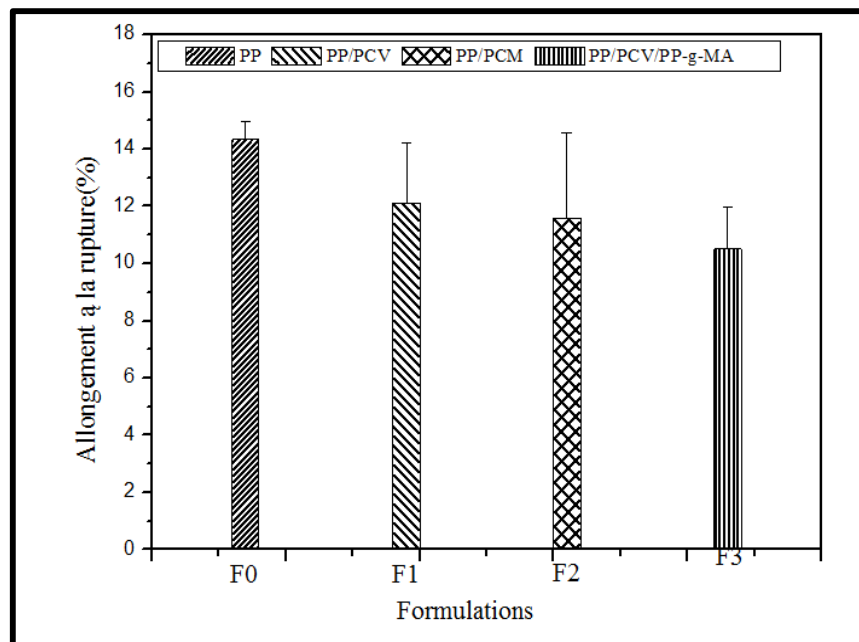 18
PP PP/PCV PP/PCM PP/PCV/PP-g-MA
16
14
12
10
8
6
4
2
0
Allongement ą la rupture(%)
F0 F1 F2 F3
Formulations